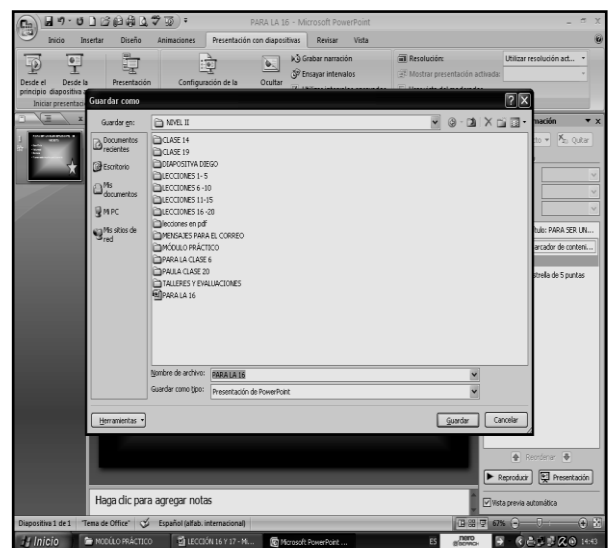 PARA LA 16 - Microsoft PowerPoint
Inicio Insertar Diseño Animaciones Presentación con diapositivas Revisar Vista
Desde el principio
Desde la diapositiva a
Presentación
Configuración de la
Ocultar
Grabar narración
Ensayar intervalos
Resolución:
Utilizar resolución act...
Mostrar presentación activada:
Iniciar presentació
Guardar como
Guardar en: NIVEL II
Documentos recientes
Escritorio
Mis documentos
Mi PC
Mis sitios de red
CLASE 14
CLASE 19
DIAPOSITVA DIEGO
LECCIONES 1- 5
LECCIONES 6 -10
LECCIONES 11-15
LECCIONES 16 -20
lecciones en pdf
MENSAJES PARA EL CORREO
MÓDULO PRÁCTICO
PARA LA CLASE 6
PAULA CLASE 20
TALLERES Y EVALUACIONES
PARA LA 16
Nombre de archivo: PARA LA 16
Guardar como tipo: Presentación de PowerPoint
Herramientas
Guardar
Cancelar
mación
Quitar
ítulo: PARA SER UN...
arcador de conteni...
strella de 5 puntas
Reordenar
Reproducir
Presentación
Vista previa automática
Haga clic para agregar notas
Diapositiva 1 de 1 "Tema de Office" Español (alfab. internacional) 67%
Inicio MODÚLO PRÁCTICO LECCIÓN 16 Y 17 - Mi... Microsoft PowerPoint ... ES nero 14:43